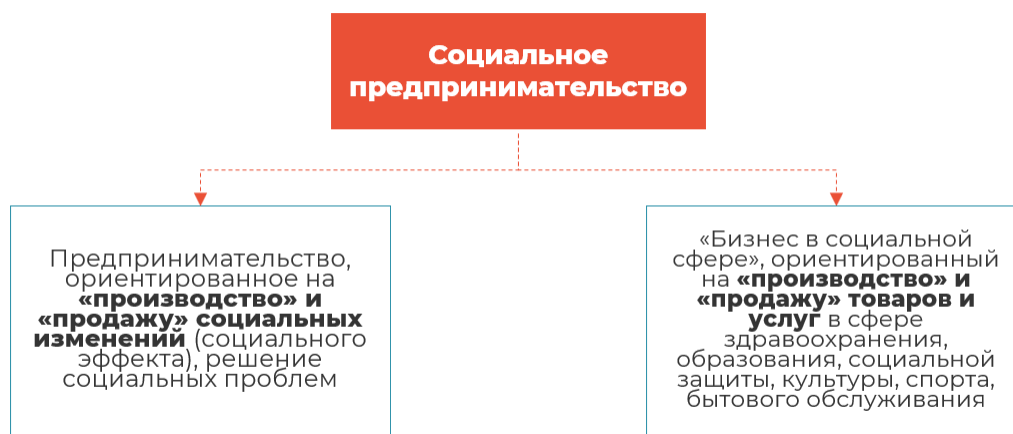 Социальное
предпринимательство
Предпринимательство,
ориентированное на
«производство» и
«продажу» социальных
изменений (социального
эффекта), решение
социальных проблем
«Бизнес в социальной
сфере», ориентированный
на «производство» и
«продажу» товаров и
услуг в сфере
здравоохранения,
образования, социальной
защиты, культуры, спорта,
бытового обслуживания